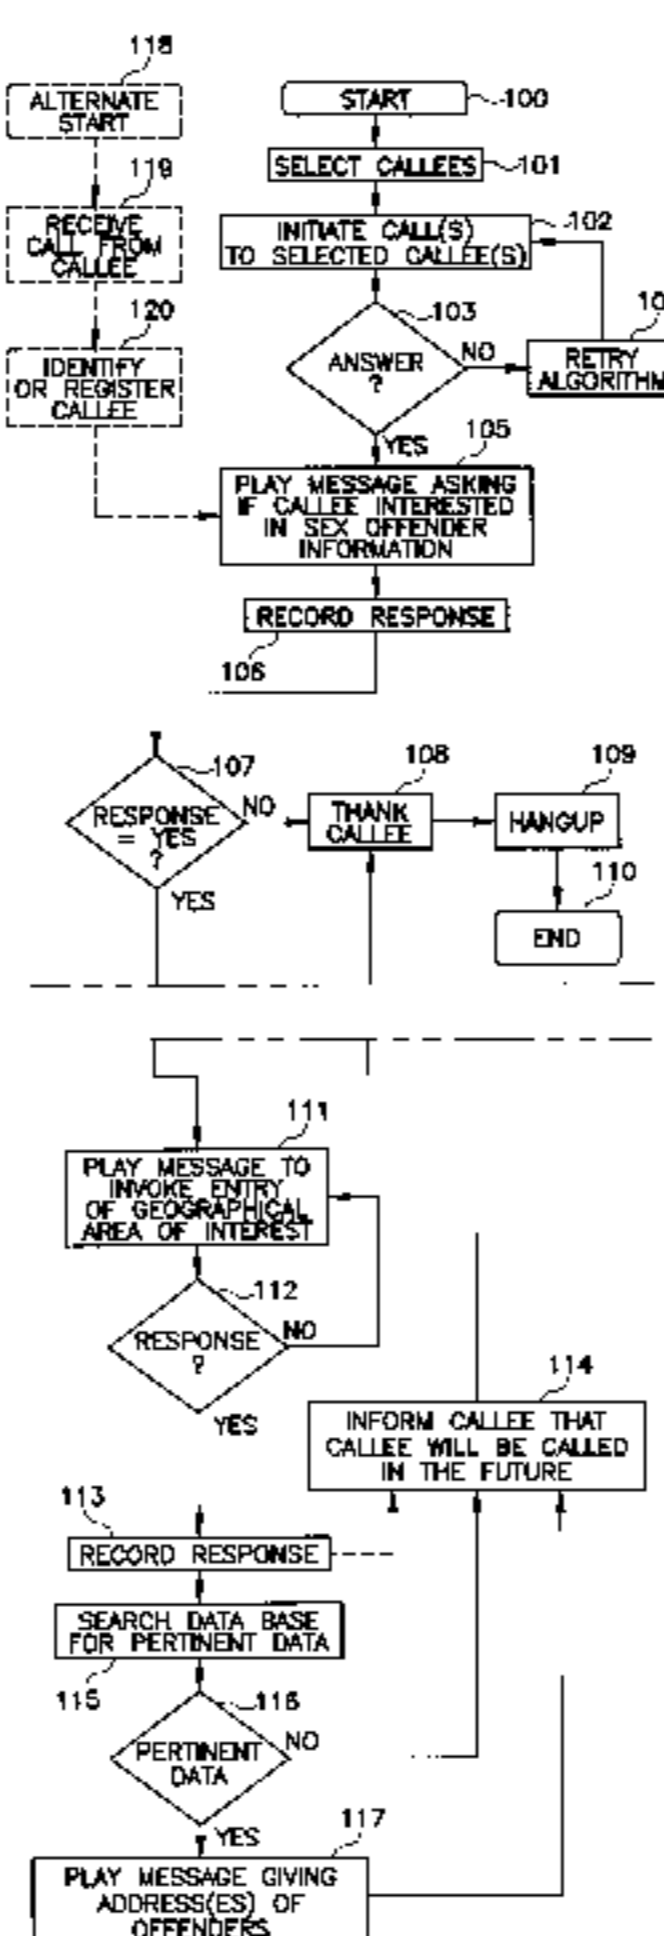 118
ALTERNATE
START
119
RECEIVE
CALL FROM
CALLEE
120
IDENTIFY
OR REGISTER
CALLEE
START
100
SELECT CALLEES
101
INITIATE CALL(S)
TO SELECTED CALLEE(S)
102
103
ANSWER
?
NO
RETRY
ALGORITHM
YES
105
PLAY MESSAGE ASKING
IF CALLEE INTERESTED
IN SEX OFFENDER
INFORMATION
RECORD RESPONSE
106
107
RESPONSE
= YES
?
NO
YES
108
THANK
CALLEE
109
HANGUP
110
END
111
PLAY MESSAGE TO
INVOKE ENTRY
OF GEOGRAPHICAL
AREA OF INTEREST
112
RESPONSE
?
NO
YES
114
INFORM CALLEE THAT
CALLEE WILL BE CALLED
IN THE FUTURE
113
RECORD RESPONSE
SEARCH DATA BASE
FOR PERTINENT DATA
115
116
PERTINENT
DATA
NO
YES
117
PLAY MESSAGE GIVING
ADDRESS(ES) OF
OFFENDERS